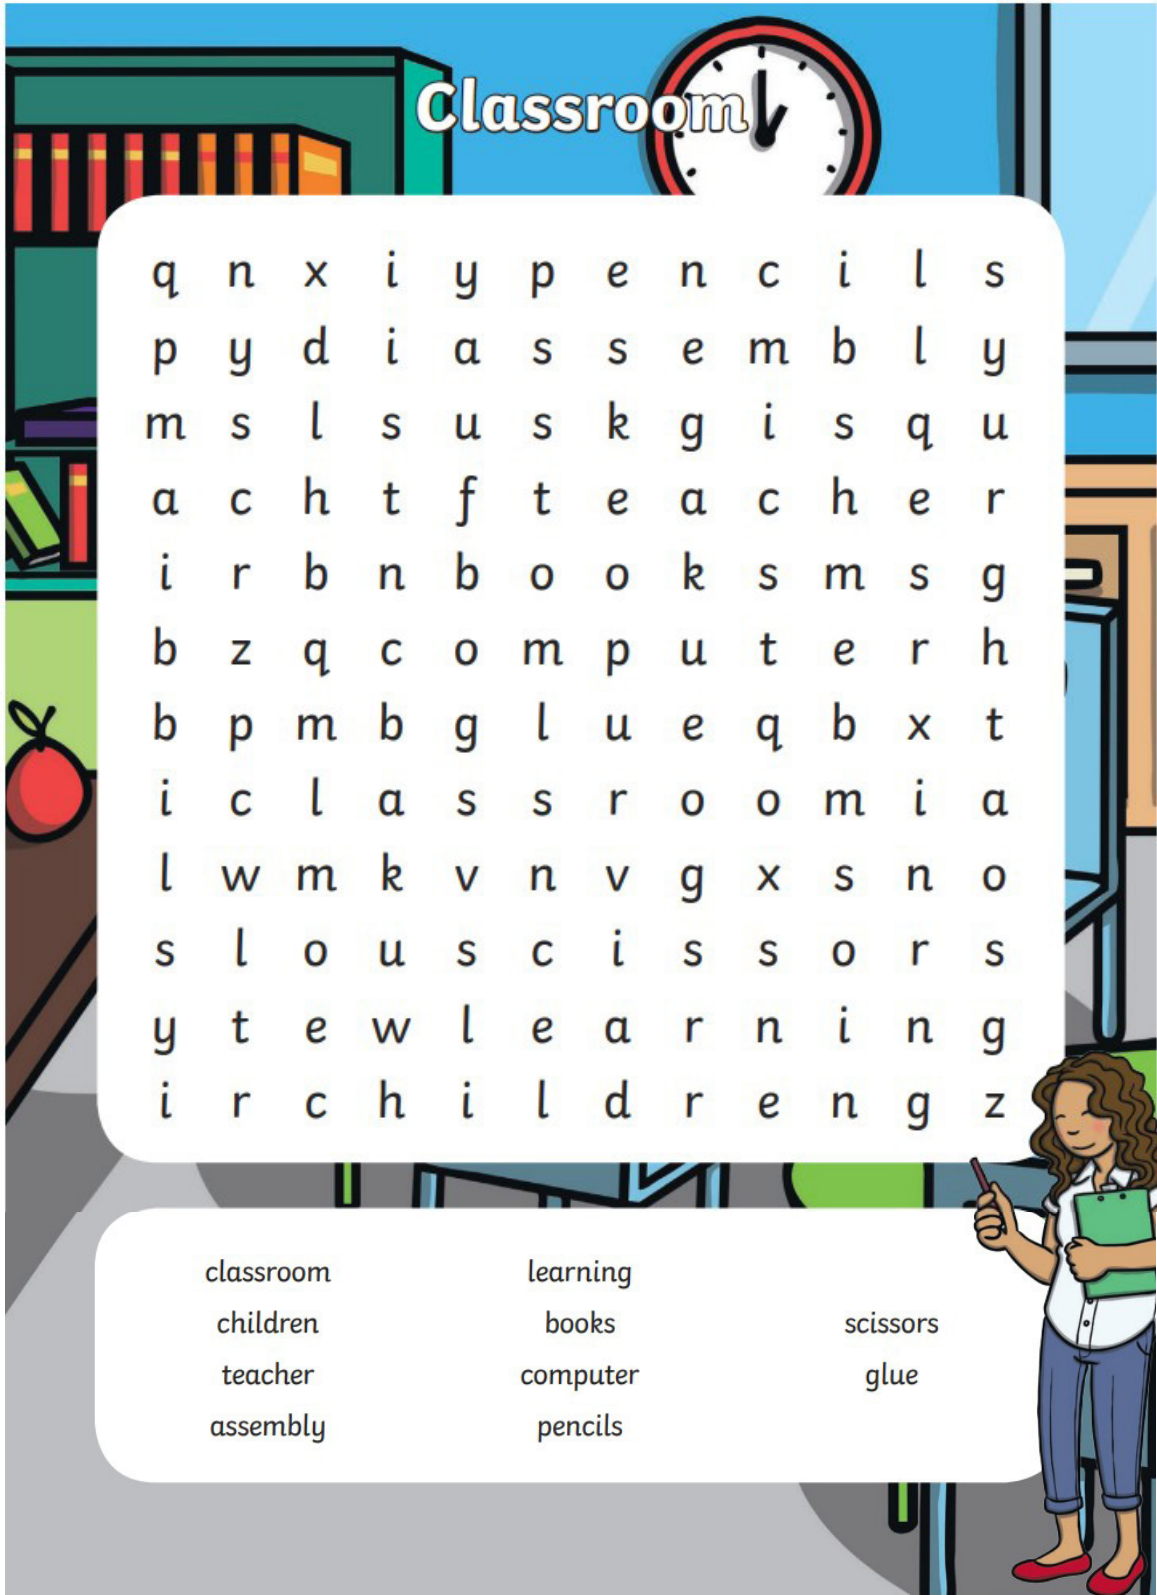 Classroom
q n x i y p e n c i l s
p y d i a s s e m b l y
m s l s u s k g i s q u
a c h t f t e a c h e r
i r b n b o o k s m s g
b z q c o m p u t e r h
b p m b g l u e q b x t
i c l a s s r o o m i a
l w m k v n v g x s n o
s l o u s c i s s o r s
y t e w l e a r n i n g
i r c h i l d r e n g z
classroom learning
children books scissors
teacher computer glue
assembly pencils